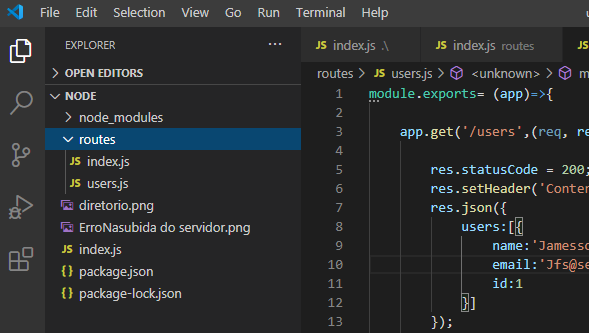 File Edit Selection View Go Run Terminal Help
EXPLORER ...
OPEN EDITORS
NODE
node_modules
routes
JS index.js
JS users.js
diretorio.png
ErroNasubida do servidor.png
JS index.js
{} package.json
{} package-lock.json
JS index.js .\ JS index.js routes
routes > JS users.js > <unknown> > m
1 module.exports= (app)=>{
2
3 app.get('/users',(req, re
4
5 res.statusCode = 200;
6 res.setHeader('Conten
7 res.json({
8 users:[{
9 name:'Jamesso
10 email:'Jfs@se
11 id:1
12 }]
13 });